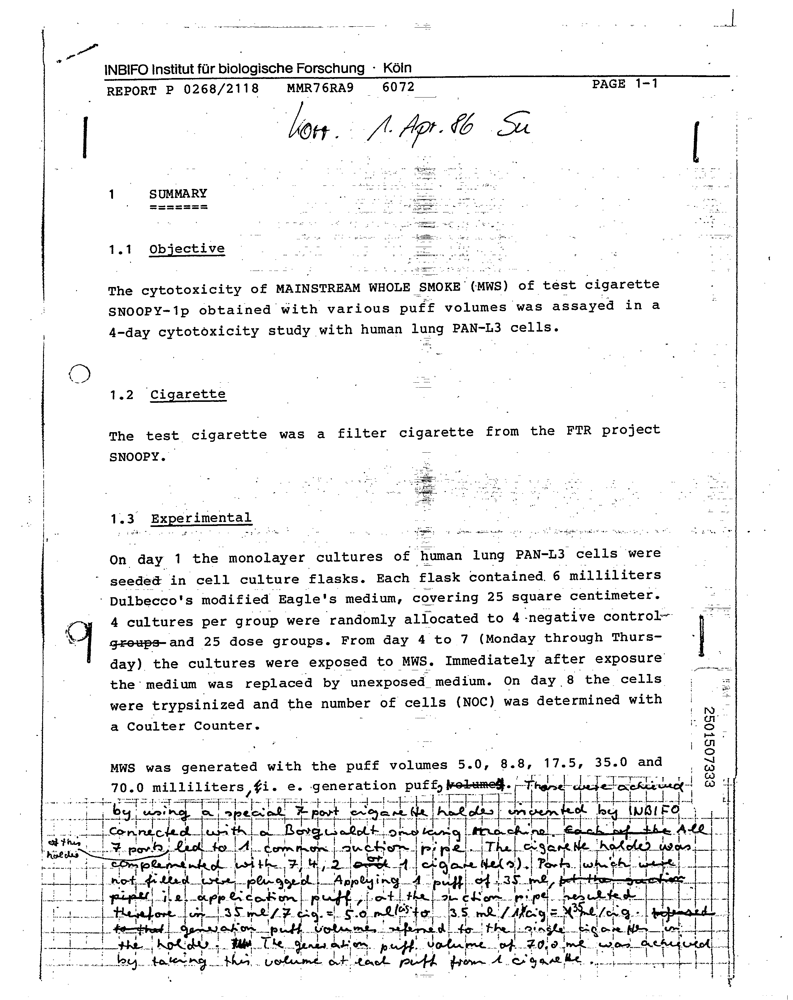 INBIFO Institut für biologische Forschung · Köln
REPORT P 0268/2118 MMR76RA9 6072 PAGE 1-1
Korr. 1. Apr. 86 Su
1 SUMMARY
=======
1.1 Objective
The cytotoxicity of MAINSTREAM WHOLE SMOKE (MWS) of test cigarette
SNOOPY-1p obtained with various puff volumes was assayed in a
4-day cytotoxicity study with human lung PAN-L3 cells.
1.2 Cigarette
The test cigarette was a filter cigarette from the FTR project
SNOOPY.
1.3 Experimental
On day 1 the monolayer cultures of human lung PAN-L3 cells were
seeded in cell culture flasks. Each flask contained 6 milliliters
Dulbecco's modified Eagle's medium, covering 25 square centimeter.
4 cultures per group were randomly allocated to 4 negative control
groups and 25 dose groups. From day 4 to 7 (Monday through Thurs-
day) the cultures were exposed to MWS. Immediately after exposure
the medium was replaced by unexposed medium. On day 8 the cells
were trypsinized and the number of cells (NOC) was determined with
a Coulter Counter.
MWS was generated with the puff volumes 5.0, 8.8, 17.5, 35.0 and
70.0 milliliters, i. e. generation puff volumes. These were achieved
by using a special 7 port cigarette holder invented by INBIFO
connected with a Borgwaldt smoking machine. Each of the All
of this holder
7 ports led to 1 common suction pipe. The cigarette holder was
complemented with 7, 4, 2 or 1 cigarette(s). Ports which were
not filled were plugged. Applying 1 puff of 35 ml,
pipe i.e application puff, at the suction pipe resulted
therefore in 35 ml/7 cig = 5.0 ml/cig to 35 ml/1 cig = 35 ml/cig.
generation puff volumes referred to the single cigarettes in
the holder. The generation puff volume of 70.0 ml was achieved
by taking this volume at each puff from 1 cigarette.
2501507333